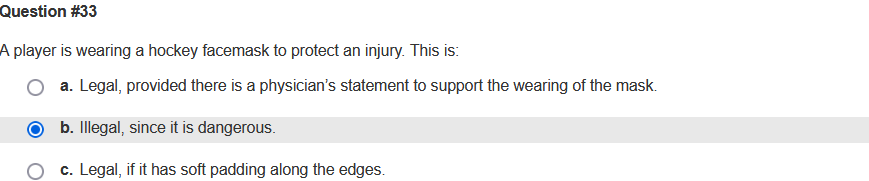 Question #33
A player is wearing a hockey facemask to protect an injury. This is:
a. Legal, provided there is a physician’s statement to support the wearing of the mask.
b. Illegal, since it is dangerous.
c. Legal, if it has soft padding along the edges.